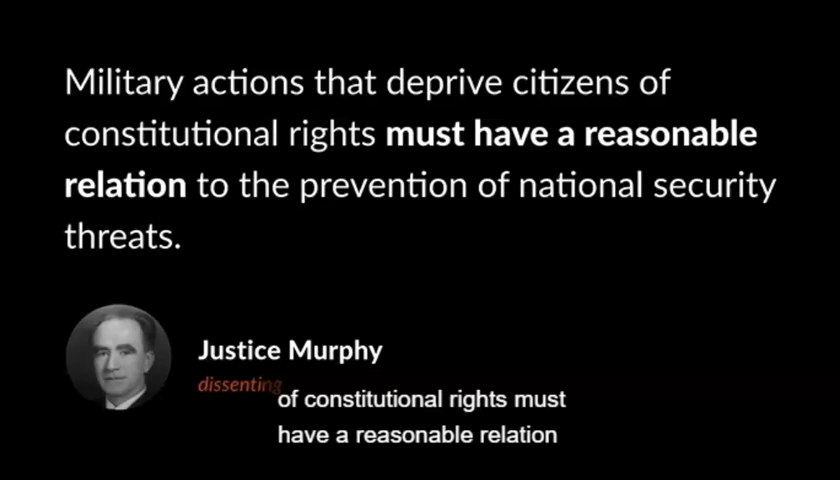 Military actions that deprive citizens of
constitutional rights must have a reasonable
relation to the prevention of national security
threats.
Justice Murphy
dissenting
of constitutional rights must
have a reasonable relation